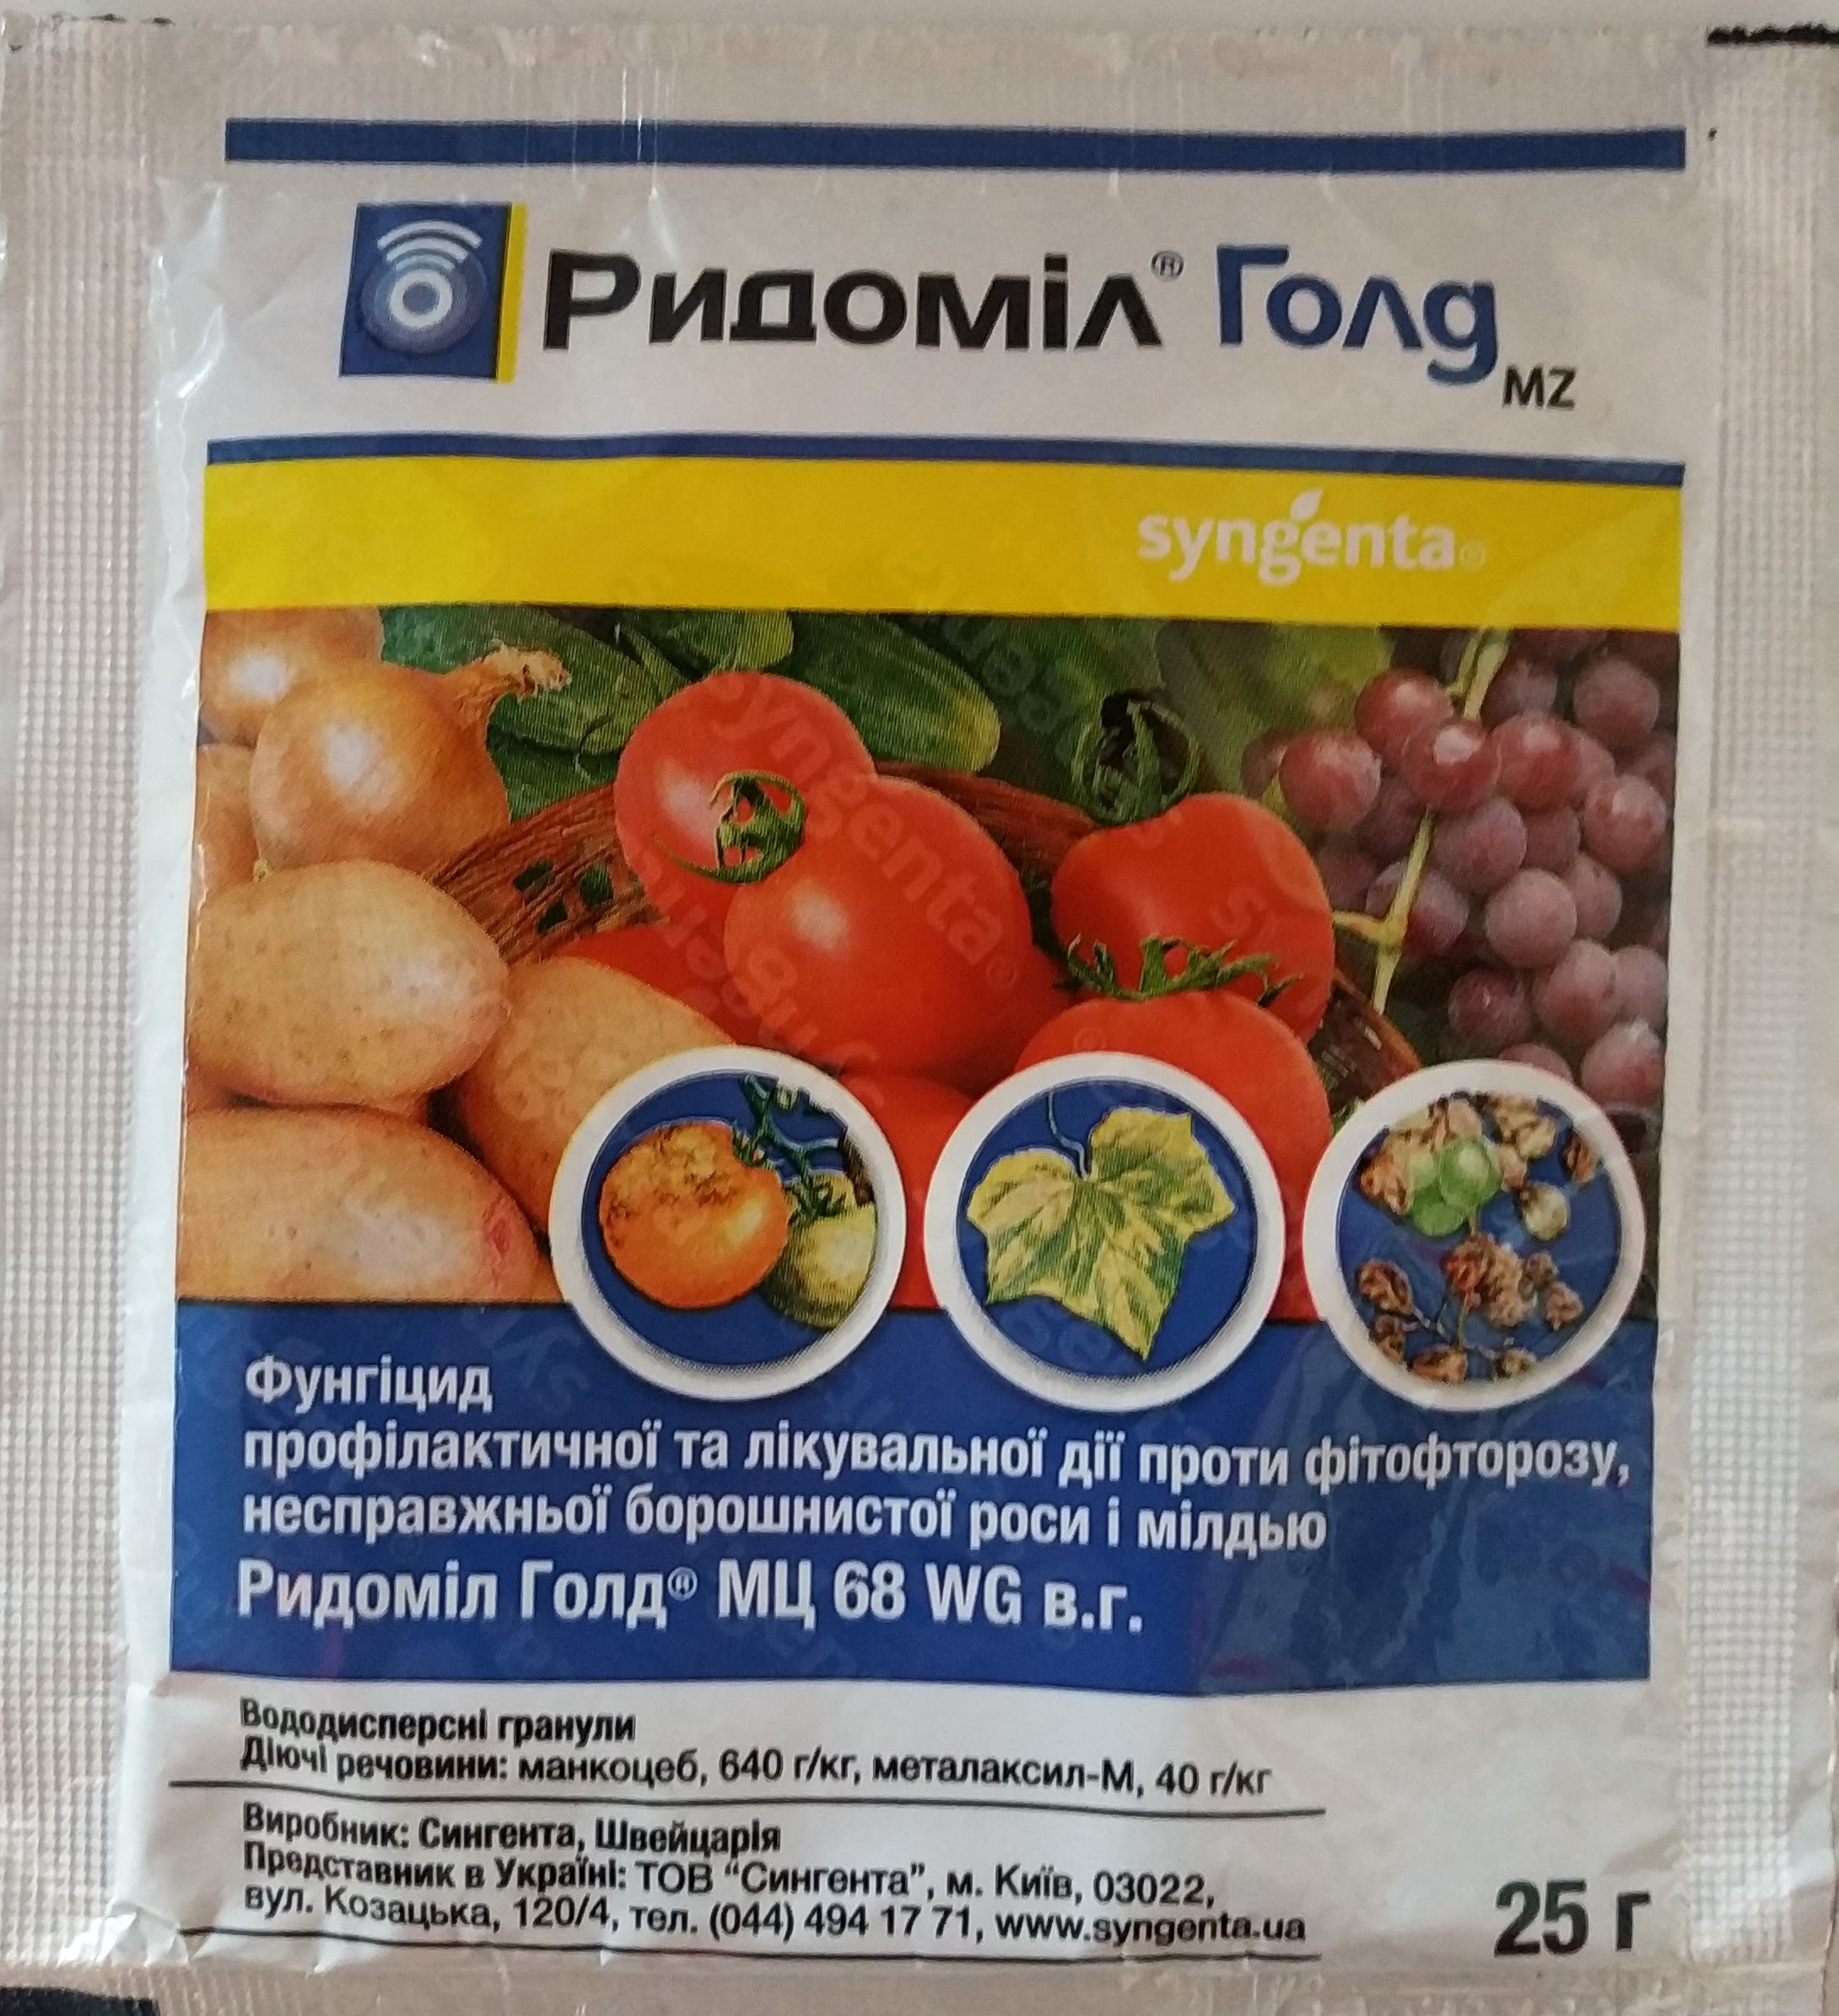 Ридоміл® Голд
MZ
syngenta®
syngenta®
Фунгіцид
профілактичної та лікувальної дії проти фітофторозу,
несправжньої борошнистої роси і мілдью
Ридоміл Голд® МЦ 68 WG в.г.
Вододисперсні гранули
Діючі речовини: манкоцеб, 640 г/кг, металаксил-М, 40 г/кг
Виробник: Сингента, Швейцарія
Представник в Україні: ТОВ “Сингента”, м. Київ, 03022,
вул. Козацька, 120/4, тел. (044) 494 17 71, www.syngenta.ua
25 г